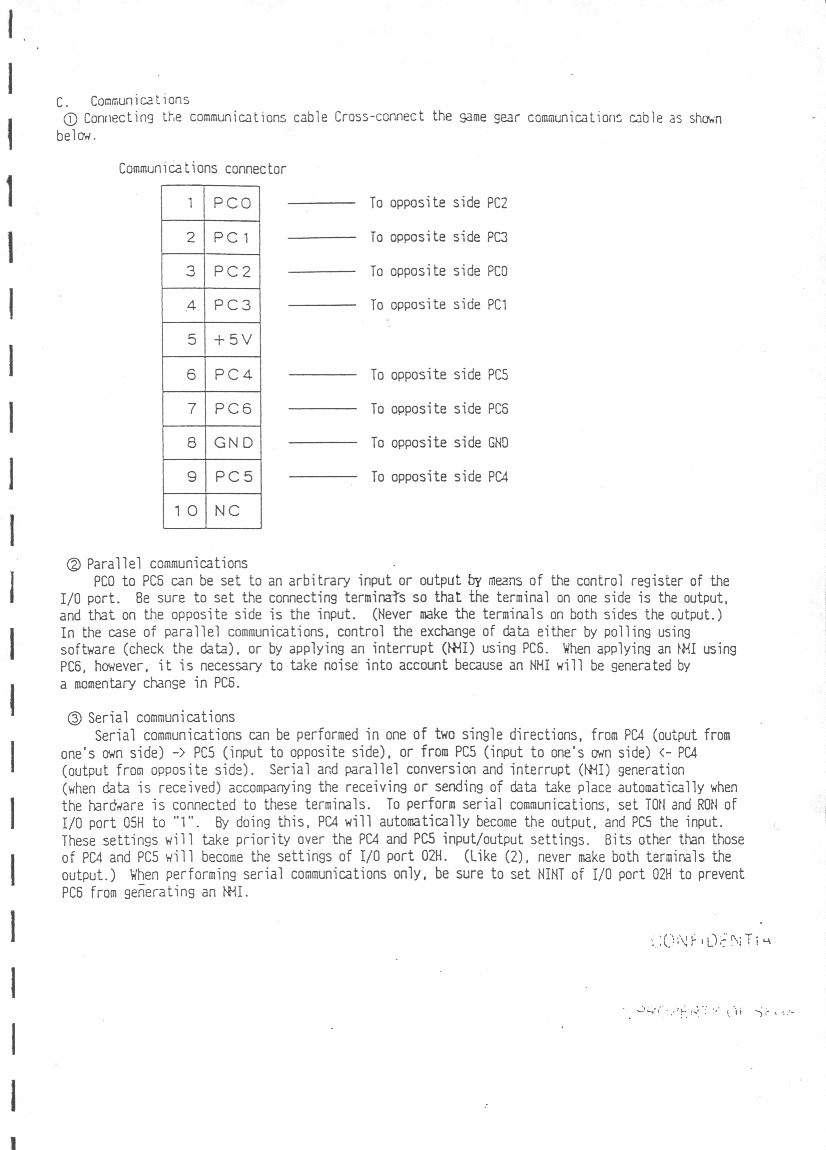 C. Communications
① Connecting the communications cable Cross-connect the game gear communications cable as shown
below.
Communications connector
1 PC0 To opposite side PC2
2 PC1 To opposite side PC3
3 PC2 To opposite side PC0
4 PC3 To opposite side PC1
5 +5V
6 PC4 To opposite side PC5
7 PC6 To opposite side PC6
8 GND To opposite side GND
9 PC5 To opposite side PC4
10 NC
② Parallel communications
PC0 to PC6 can be set to an arbitrary input or output by means of the control register of the
I/O port. Be sure to set the connecting terminals so that the terminal on one side is the output,
and that on the opposite side is the input. (Never make the terminals on both sides the output.)
In the case of parallel communications, control the exchange of data either by polling using
software (check the data), or by applying an interrupt (NMI) using PC6. When applying an NMI using
PC6, however, it is necessary to take noise into account because an NMI will be generated by
a momentary change in PC6.
③ Serial communications
Serial communications can be performed in one of two single directions, from PC4 (output from
one's own side) -> PC5 (input to opposite side), or from PC5 (input to one's own side) <- PC4
(output from opposite side). Serial and parallel conversion and interrupt (NMI) generation
(when data is received) accompanying the receiving or sending of data take place automatically when
the hardware is connected to these terminals. To perform serial communications, set TON and RON of
I/O port 05H to "1". By doing this, PC4 will automatically become the output, and PC5 the input.
These settings will take priority over the PC4 and PC5 input/output settings. Bits other than those
of PC4 and PC5 will become the settings of I/O port 02H. (Like (2), never make both terminals the
output.) When performing serial communications only, be sure to set NINT of I/O port 02H to prevent
PC6 from generating an NMI.
CONFIDENTIA
PROPERTY OF SEGA